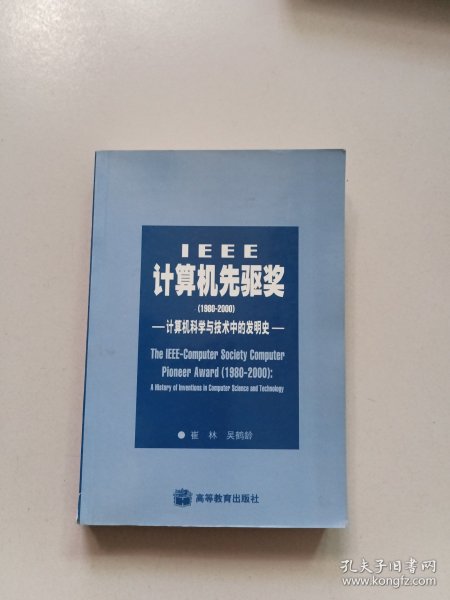 IEEE
计算机先驱奖
(1980-2000)
—计算机科学与技术中的发明史—
The IEEE-Computer Society Computer
Pioneer Award (1980-2000):
A History of Inventions in Computer Science and Technology
● 崔 林 吴鹤龄
高等教育出版社
孔夫子旧书网
www.kongfz.com